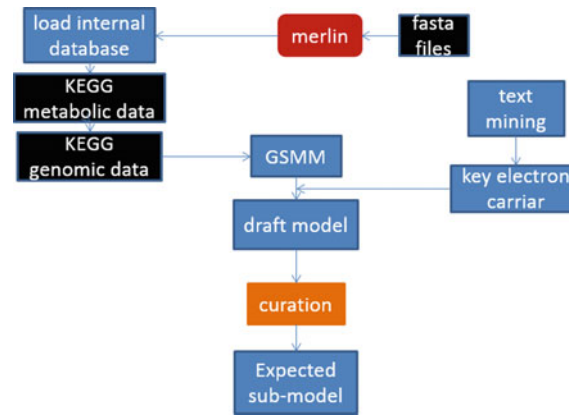 load internal
database
merlin
fasta
files
KEGG
metabolic data
KEGG
genomic data
GSMM
text
mining
key electron
carriar
draft model
curation
Expected
sub-model